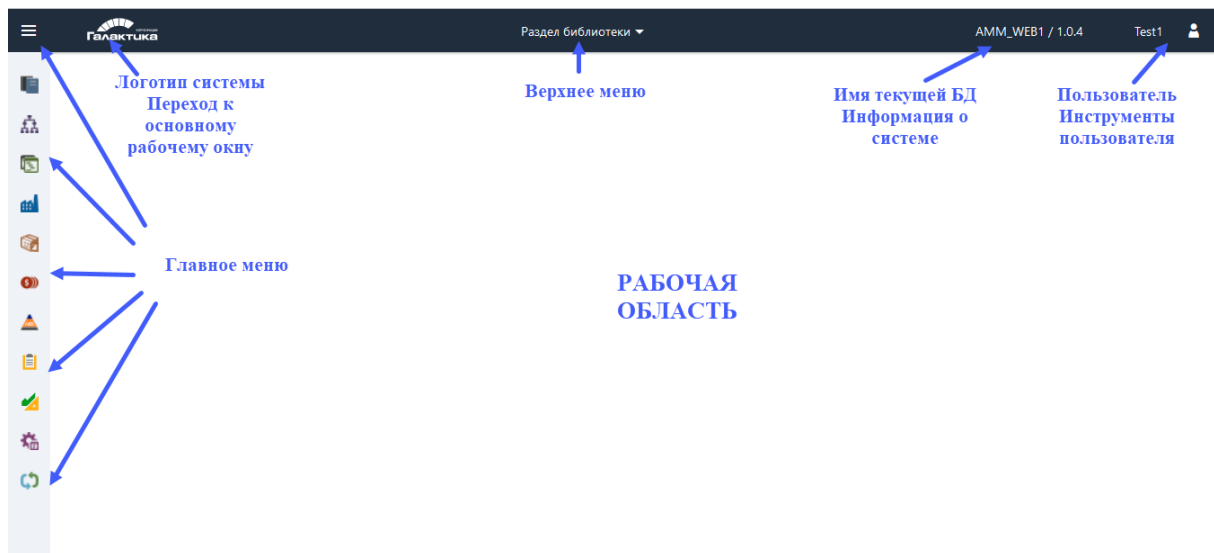 Галактика
Раздел библиотеки
AMM_WEB1 / 1.0.4
Test1
Логотип системы
Переход к
основному
рабочему окну
Верхнее меню
Имя текущей БД
Информация о
системе
Пользователь
Инструменты
пользователя
Главное меню
РАБОЧАЯ
ОБЛАСТЬ